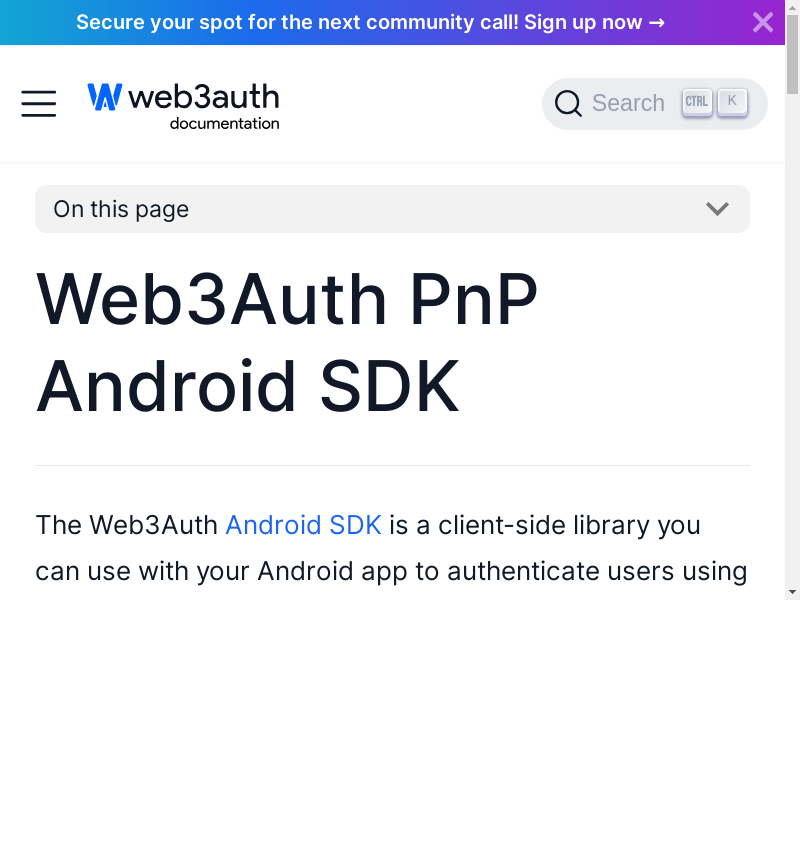 Secure your spot for the next community call! Sign up now →
web3auth
documentation
Search CTRL K
On this page
Web3Auth PnP
Android SDK
The Web3Auth Android SDK is a client-side library you
can use with your Android app to authenticate users using